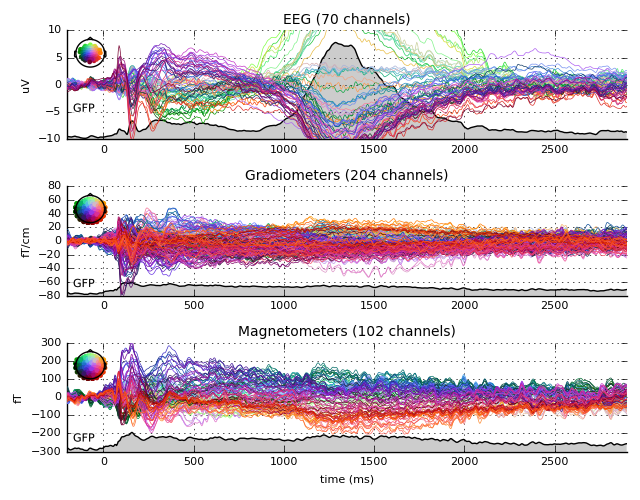 EEG (70 channels)
10
5
0
−5
−10
uV
GFP
0 500 1000 1500 2000 2500
Gradiometers (204 channels)
80
60
40
20
0
−20
−40
−60
−80
fT/cm
GFP
0 500 1000 1500 2000 2500
Magnetometers (102 channels)
300
200
100
0
−100
−200
−300
fT
GFP
0 500 1000 1500 2000 2500
time (ms)